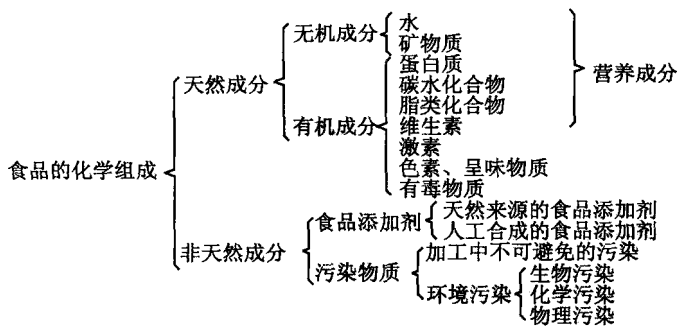 水
无机成分
矿物质
蛋白质
天然成分
营养成分
碳水化合物
脂类化合物
有机成分
维生素
激素
食品的化学组成
色素、呈味物质
有毒物质
天然来源的食品添加剂
食品添加剂
人工合成的食品添加剂
非天然成分
加工中不可避免的污染
污染物质
生物污染
环境污染
化学污染
物理污染